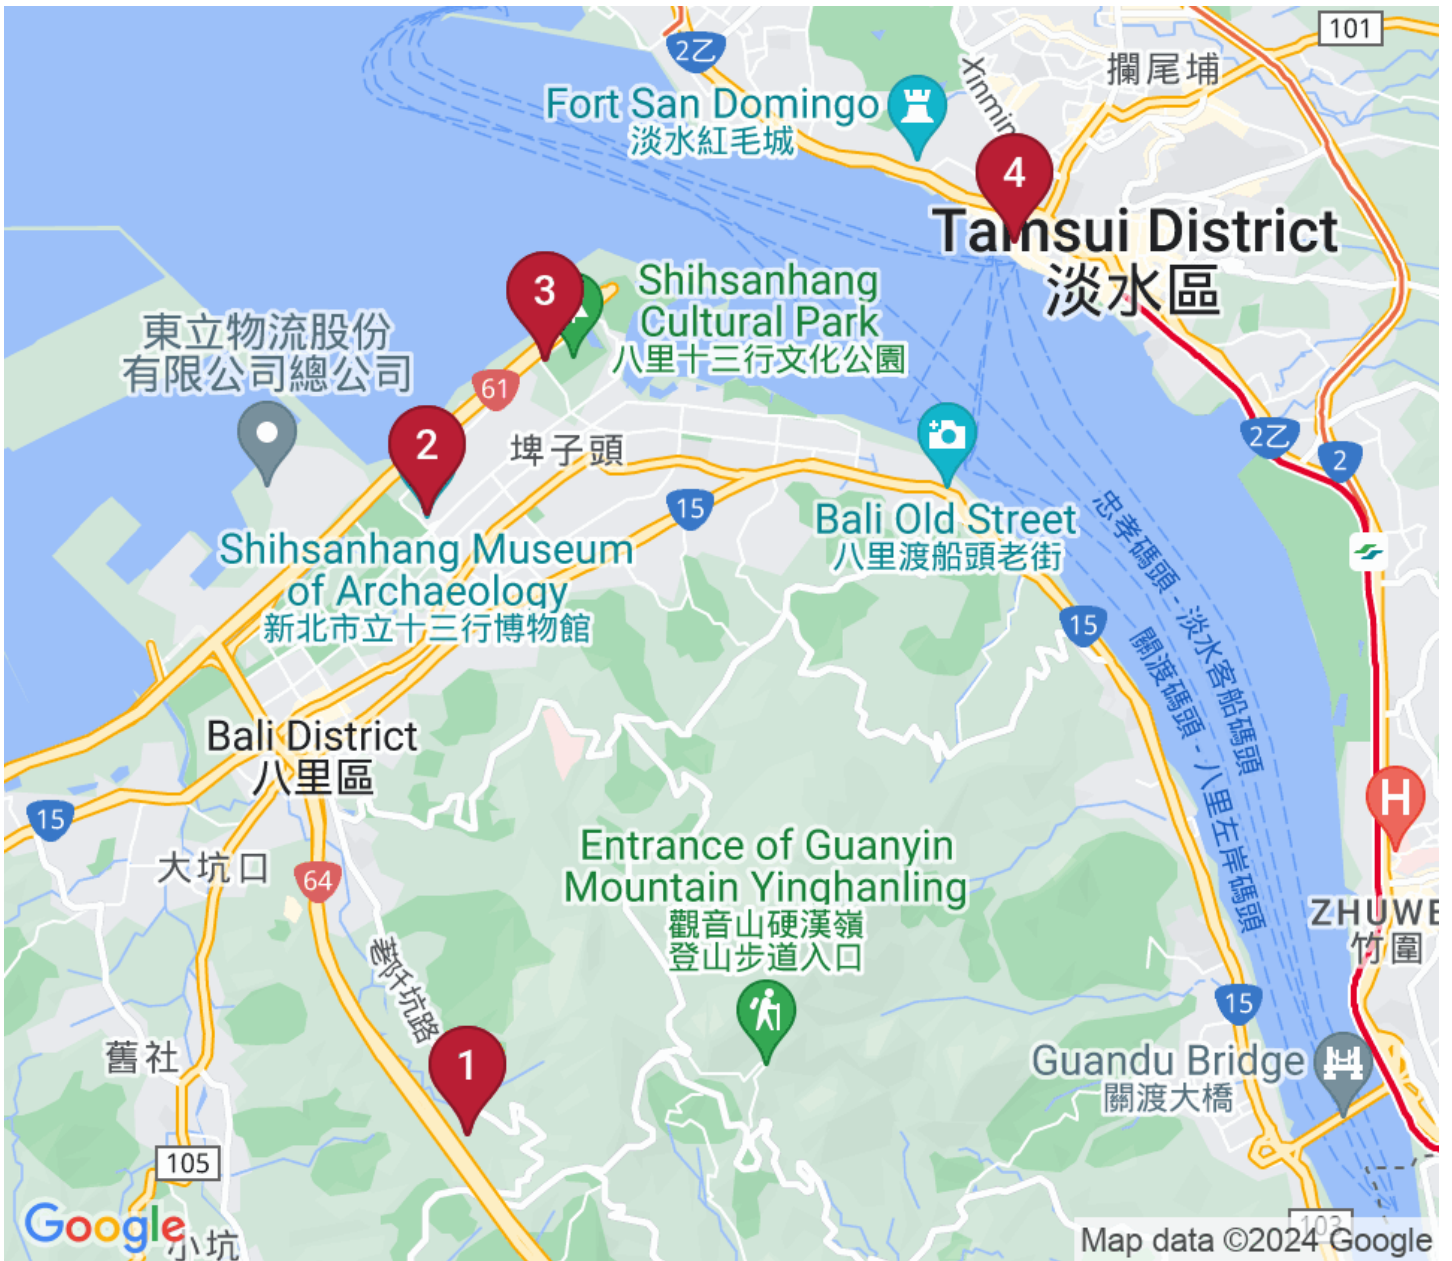 101
2乙
攔尾埔
Xinmin
Fort San Domingo
淡水紅毛城
4
Tamsui District
淡水區
3
Shihsanhang
Cultural Park
八里十三行文化公園
東立物流股份
有限公司總公司
61
2
埤子頭
2乙
2
15
Bali Old Street
八里渡船頭老街
忠孝碼頭 - 淡水客船碼頭
關渡碼頭 - 八里左岸碼頭
Shihsanhang Museum
of Archaeology
新北市立十三行博物館
15
Bali District
八里區
15
H
大坑口
64
Entrance of Guanyin
Mountain Yinghanling
觀音山硬漢嶺
登山步道入口
ZHUWE
竹圍
荖阡坑路
15
舊社
1
Guandu Bridge
關渡大橋
105
103
Google
小坑
Map data ©2024 Google